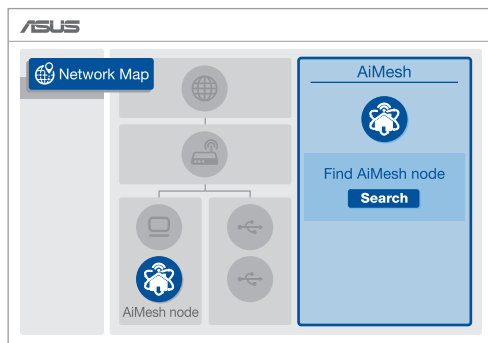 ASUS
Network Map
AiMesh
Find AiMesh node
Search
AiMesh node